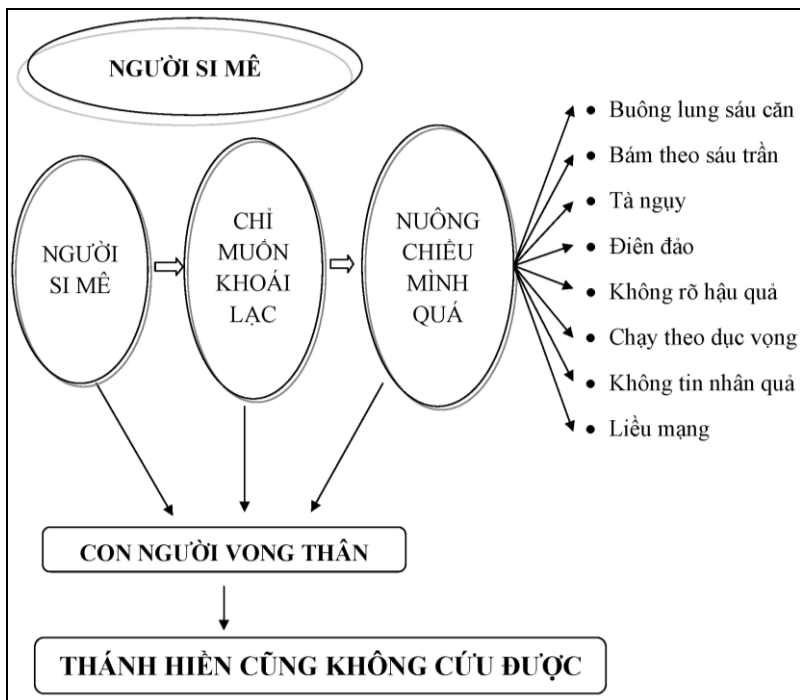 NGƯỜI SI MÊ
NGƯỜI
SI MÊ
CHỈ
MUỐN
KHOÁI
LẠC
NUÔNG
CHIỀU
MÌNH
QUÁ
• Buông lung sáu căn
• Bám theo sáu trần
• Tà ngụy
• Điên đảo
• Không rõ hậu quả
• Chạy theo dục vọng
• Không tin nhân quả
• Liều mạng
CON NGƯỜI VONG THÂN
THÁNH HIỀN CŨNG KHÔNG CỨU ĐƯỢC